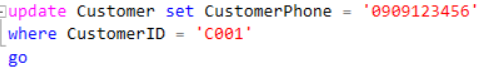 update Customer set CustomerPhone = '0909123456'
where CustomerID = 'C001'
go